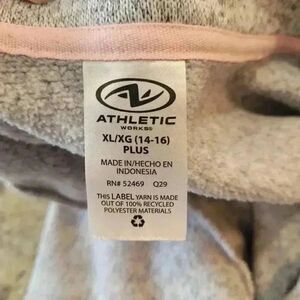 ATHLETIC
WORKS®
XL/XG (14-16)
PLUS
MADE IN/HECHO EN
INDONESIA
RN# 52469 Q29
THIS LABEL YARN IS MADE
OUT OF 100% RECYCLED
POLYESTER MATERIALS